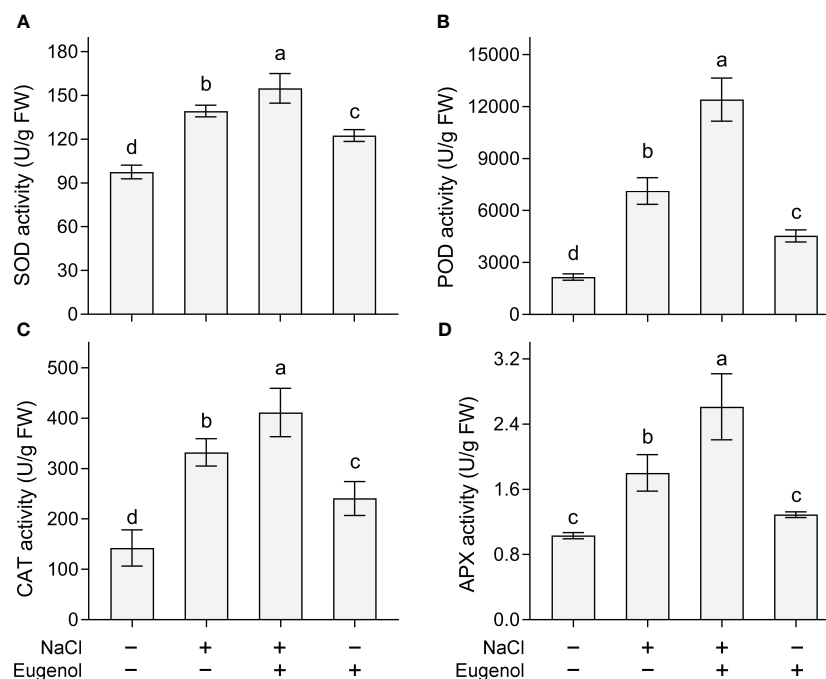 A
SOD activity (U/g FW)
180
150
120
90
60
30
0
d
b
a
c
B
POD activity (U/g FW)
15000
12000
9000
6000
3000
0
d
b
a
c
C
CAT activity (U/g FW)
500
400
300
200
100
0
d
b
a
c
NaCl − + + −
Eugenol − − + +
D
APX activity (U/g FW)
3.2
2.4
1.6
0.8
0.0
c
b
a
c
NaCl − + + −
Eugenol − − + +